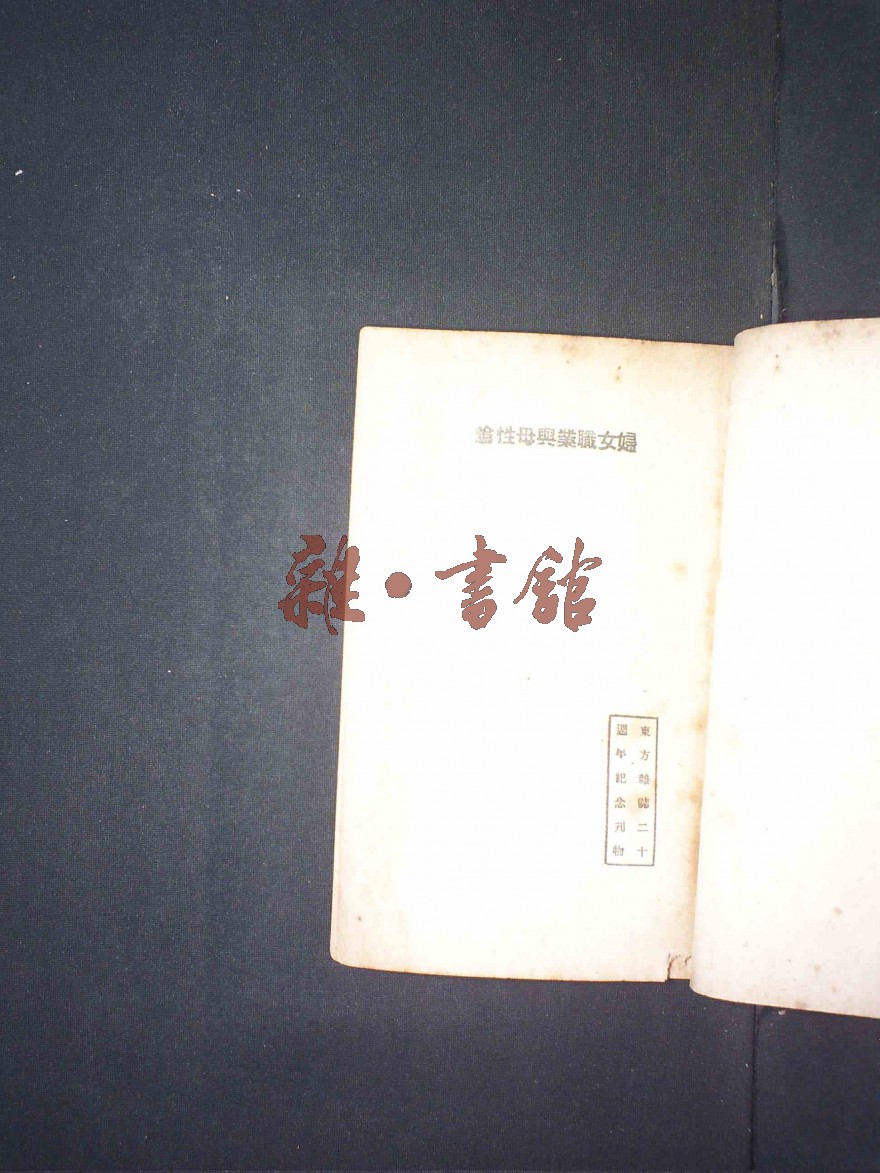 婦女職業與母性論
雜·書館
東方雜誌二十
週年紀念刊物